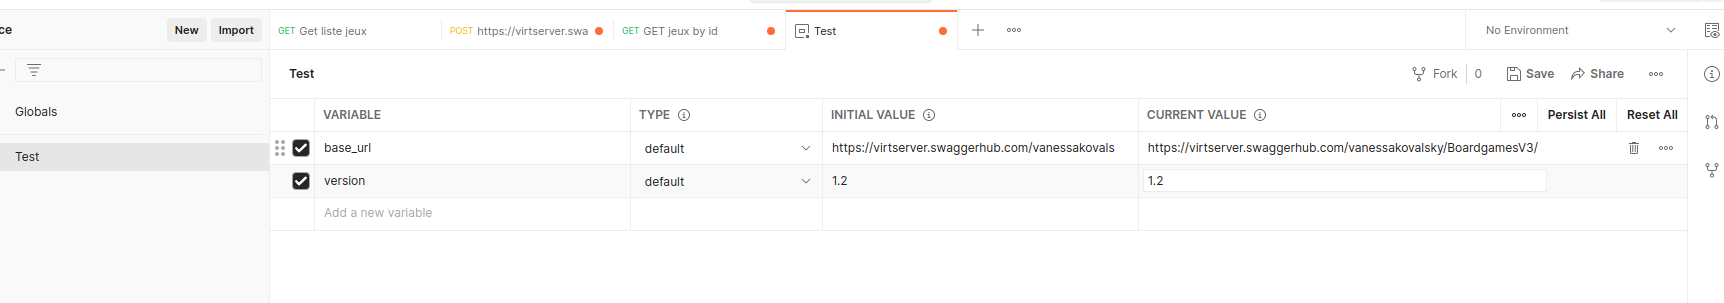 ce
New
Import
GET Get liste jeux
POST https://virtserver.swa
GET GET jeux by id
Test
No Environment
Test
Fork 0
Save
Share
Globals
Test
VARIABLE TYPE INITIAL VALUE CURRENT VALUE Persist All Reset All
base_url default https://virtserver.swaggerhub.com/vanessakovals https://virtserver.swaggerhub.com/vanessakovalsky/BoardgamesV3/
version default 1.2 1.2
Add a new variable